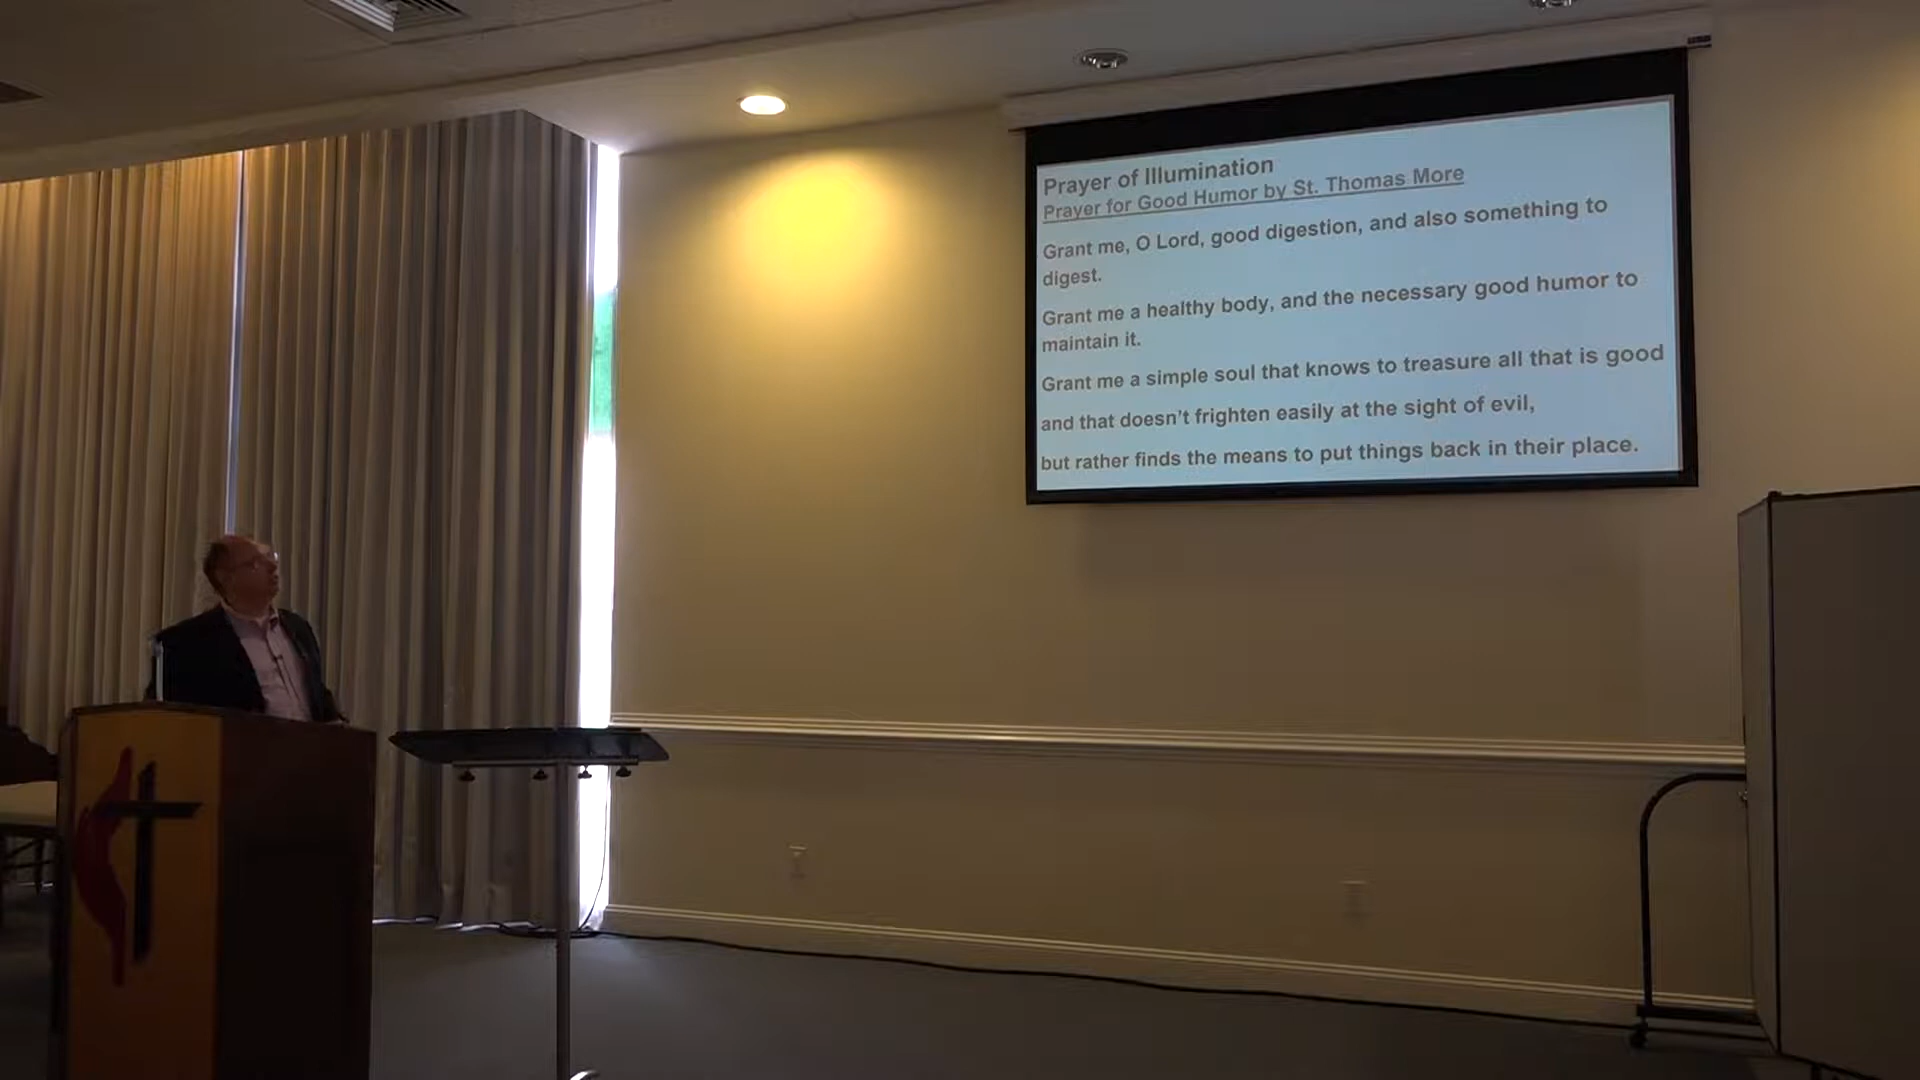 Prayer of Illumination
Prayer for Good Humor by St. Thomas More
Grant me, O Lord, good digestion, and also something to
digest.
Grant me a healthy body, and the necessary good humor to
maintain it.
Grant me a simple soul that knows to treasure all that is good
and that doesn't frighten easily at the sight of evil,
but rather finds the means to put things back in their place.